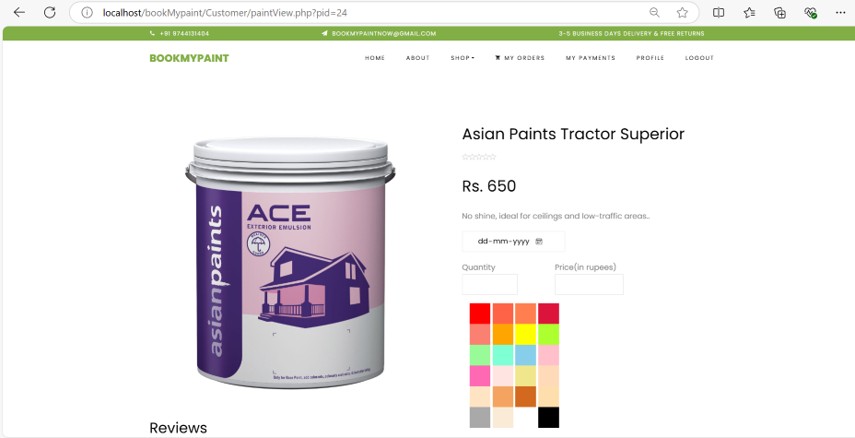 localhost/bookMypaint/Customer/paintView.php?pid=24
+91 9744131404 BOOKMYPAINTNOW@GMAIL.COM 3-5 BUSINESS DAYS DELIVERY & FREE RETURNS
BOOKMYPAINT HOME ABOUT SHOP MY ORDERS MY PAYMENTS PROFILE LOGOUT
asianpaints
ACE
EXTERIOR EMULSION
Asian Paints Tractor Superior
Rs. 650
No shine, ideal for ceilings and low-traffic areas..
dd-mm-yyyy
Quantity Price(in rupees)
Reviews